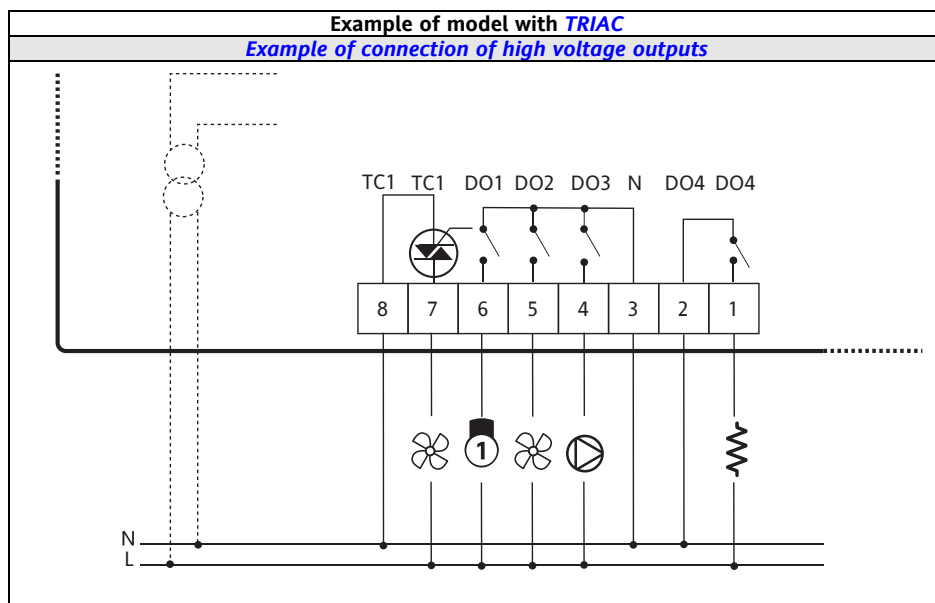 Example of model with TRIAC
Example of connection of high voltage outputs
TC1 TC1 DO1 DO2 DO3 N DO4 DO4
8 7 6 5 4 3 2 1
1
N
L